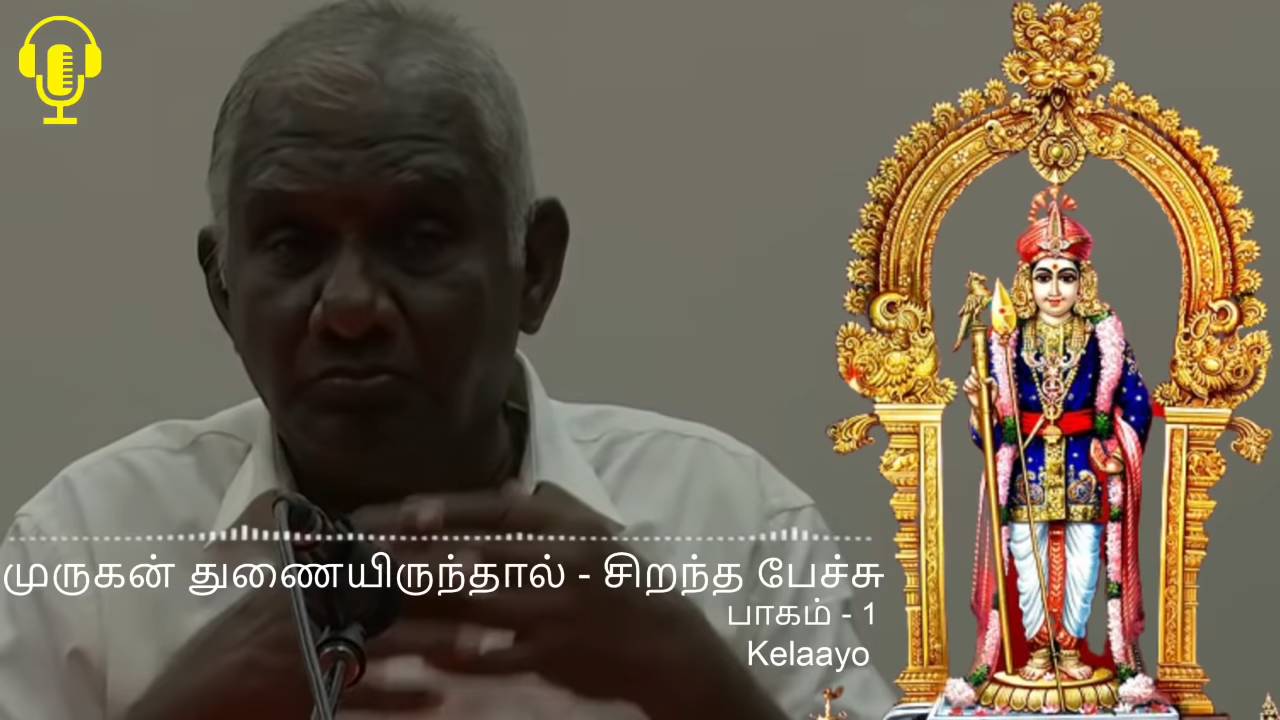 முருகன் துணையிருந்தால் - சிறந்த பேச்சு
பாகம் - 1
Kelaayo